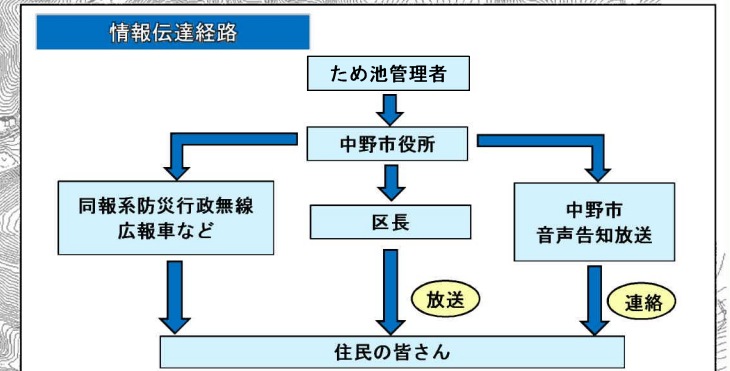 情報伝達経路
ため池管理者
中野市役所
同報系防災行政無線
広報車など
区長
中野市
音声告知放送
放送
連絡
住民の皆さん